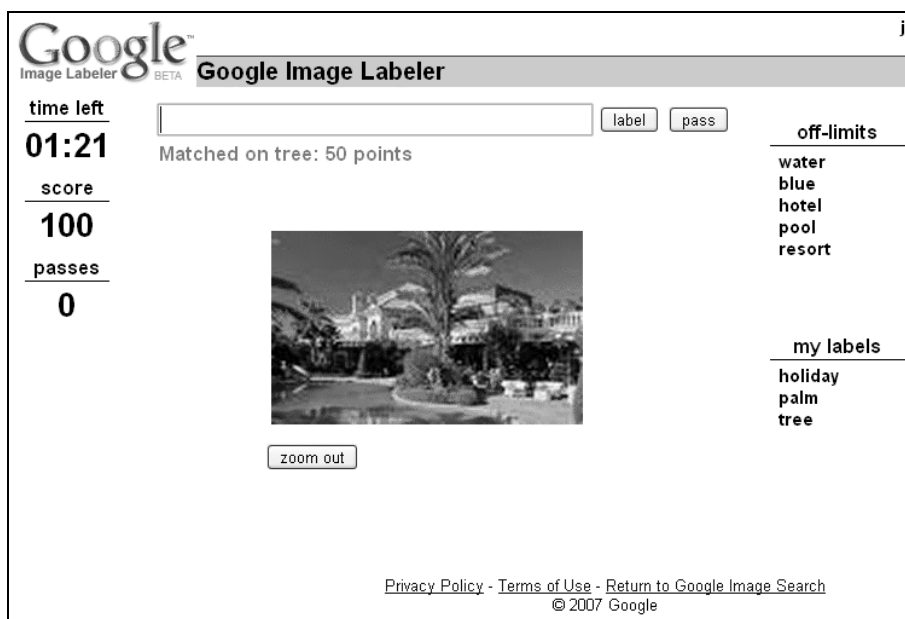 j
Google™
Image Labeler BETA
Google Image Labeler
time left
01:21
score
100
passes
0
label
pass
Matched on tree: 50 points
zoom out
off-limits
water
blue
hotel
pool
resort
my labels
holiday
palm
tree
Privacy Policy - Terms of Use - Return to Google Image Search
© 2007 Google